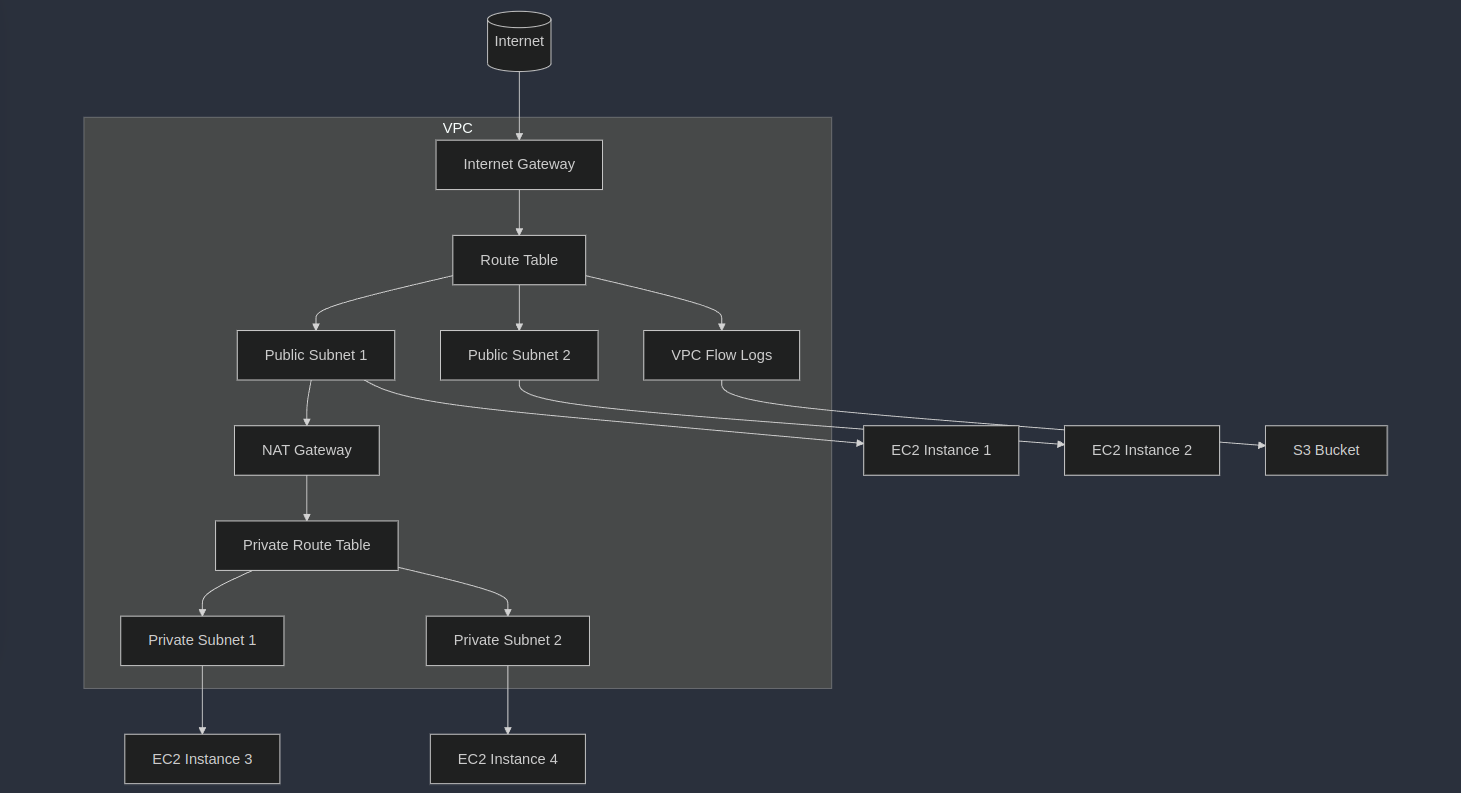 Internet
VPC
Internet Gateway
Route Table
Public Subnet 1
Public Subnet 2
VPC Flow Logs
NAT Gateway
EC2 Instance 1
EC2 Instance 2
S3 Bucket
Private Route Table
Private Subnet 1
Private Subnet 2
EC2 Instance 3
EC2 Instance 4